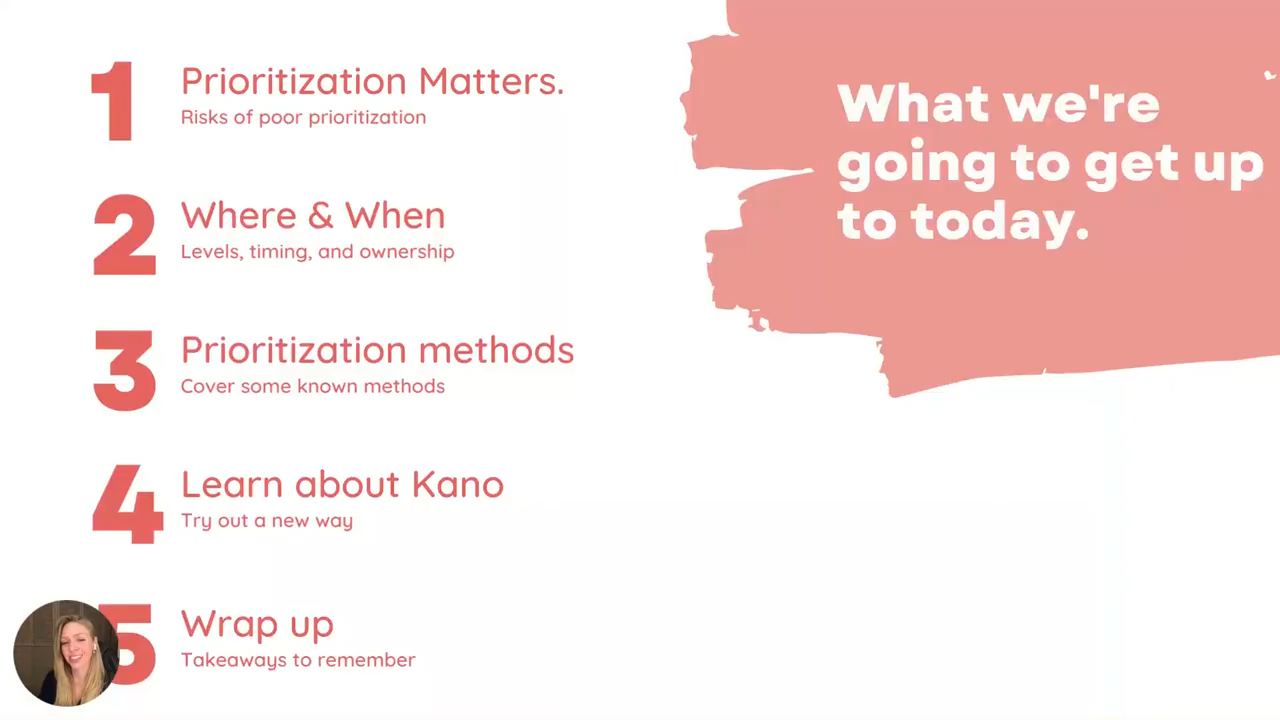 1
Prioritization Matters.
Risks of poor prioritization
2
Where & When
Levels, timing, and ownership
3
Prioritization methods
Cover some known methods
4
Learn about Kano
Try out a new way
5
Wrap up
Takeaways to remember
What we're
going to get up
to today.